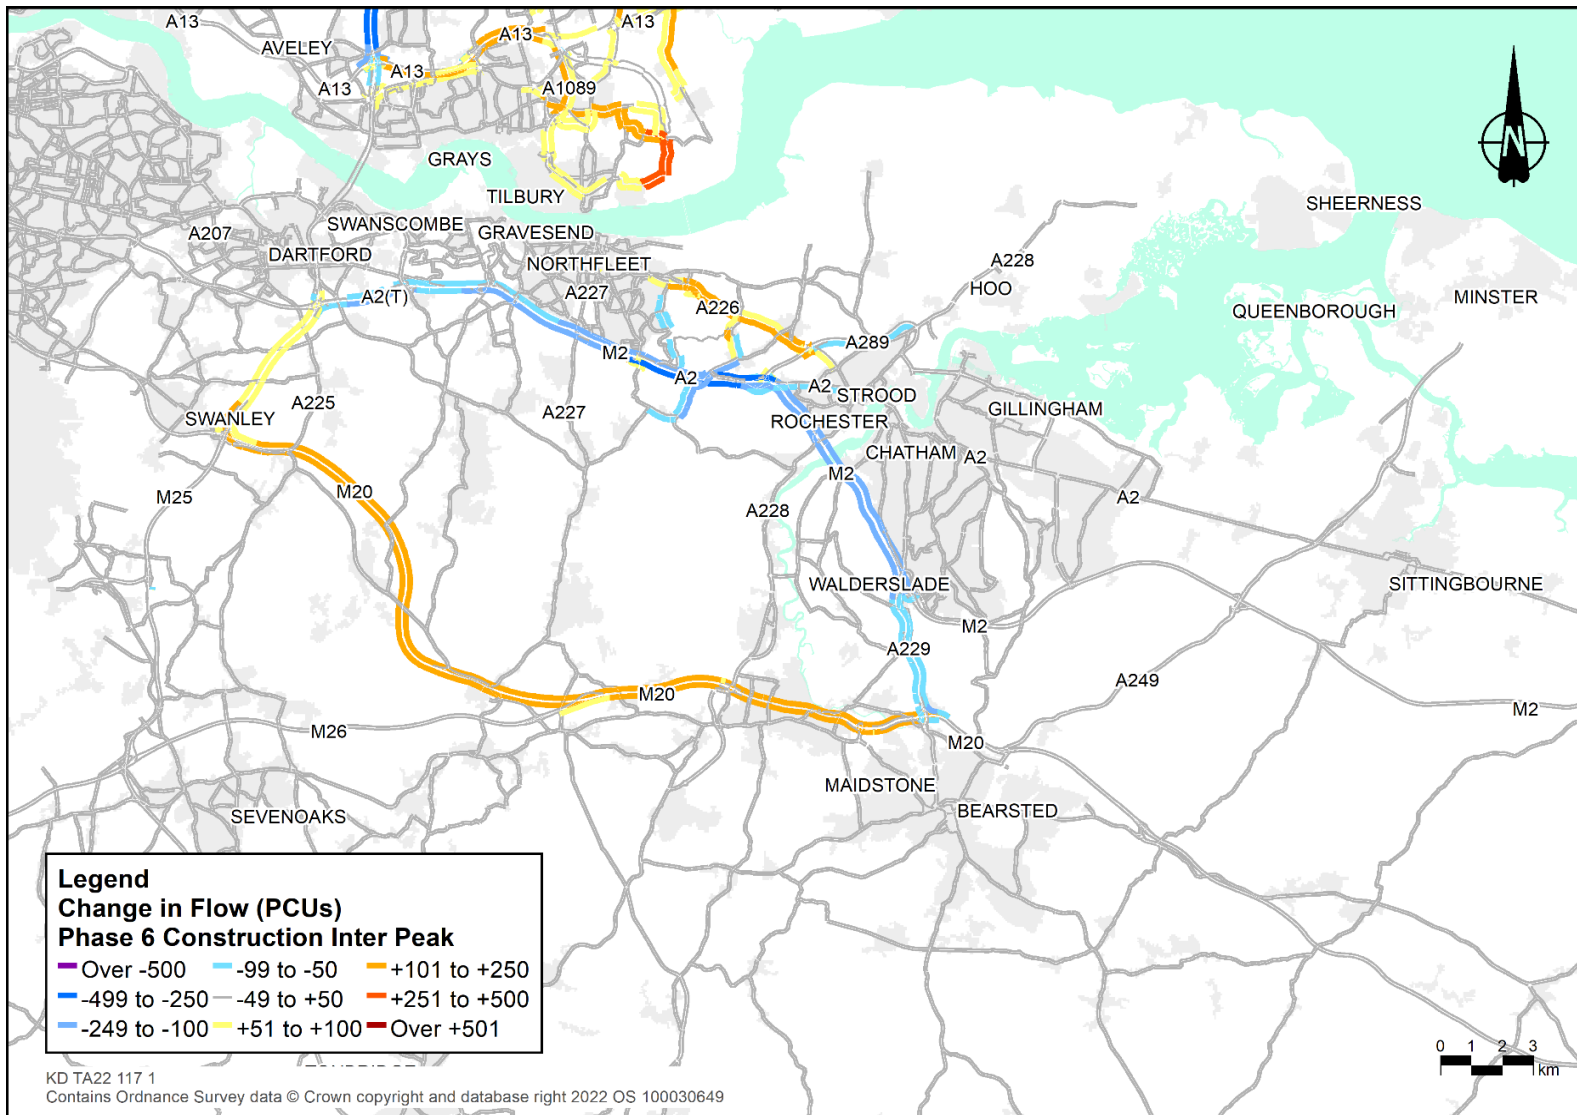 A13
A13
A13
AVELEY
A13
A13
A1089
GRAYS
TILBURY
SHEERNESS
SWANSCOMBE
A207
GRAVESEND
DARTFORD
NORTHFLEET
A228
HOO
A2(T)
A227
A226
MINSTER
QUEENBOROUGH
M2
A289
A2
A2
STROOD
SWANLEY
A225
A227
ROCHESTER
GILLINGHAM
CHATHAM
A2
M2
M25
M20
A228
A2
WALDERSLADE
SITTINGBOURNE
M2
A229
A249
M20
M2
M26
M20
MAIDSTONE
SEVENOAKS
BEARSTED
Legend
Change in Flow (PCUs)
Phase 6 Construction Inter Peak
Over -500 -99 to -50 +101 to +250
-499 to -250 -49 to +50 +251 to +500
-249 to -100 +51 to +100 Over +501
N
0 1 2 3
km
KD TA22 117 1
Contains Ordnance Survey data © Crown copyright and database right 2022 OS 100030649